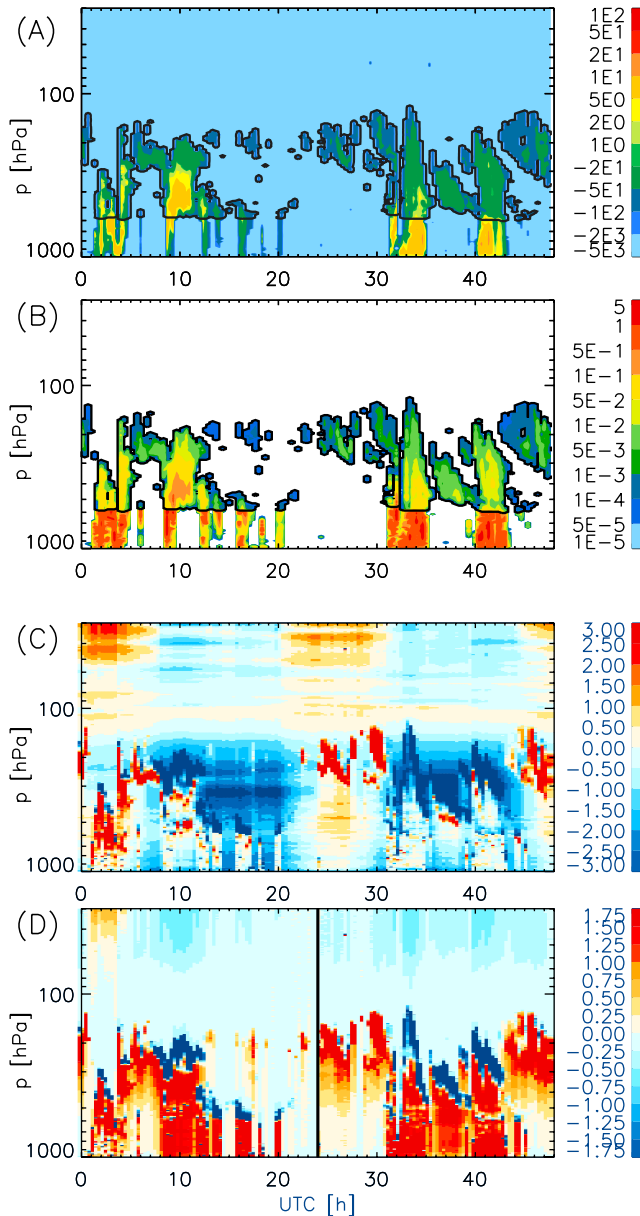 (A)
p [hPa]
100
1000
0
10
20
30
40
1E2
5E1
2E1
1E1
5E0
2E0
1E0
−2E1
−5E1
−1E2
−2E3
−5E3
(B)
p [hPa]
100
1000
0
10
20
30
40
5
1
5E−1
1E−1
5E−2
1E−2
5E−3
1E−3
1E−4
5E−5
1E−5
(C)
p [hPa]
100
1000
0
10
20
30
40
3.00
2.50
2.00
1.50
1.00
0.50
0.00
−0.50
−1.00
−1.50
−2.00
−2.50
−3.00
(D)
p [hPa]
100
1000
0
10
20
30
40
UTC [h]
1.75
1.50
1.25
1.00
0.75
0.50
0.25
0.00
−0.25
−0.50
−0.75
−1.00
−1.25
−1.50
−1.75